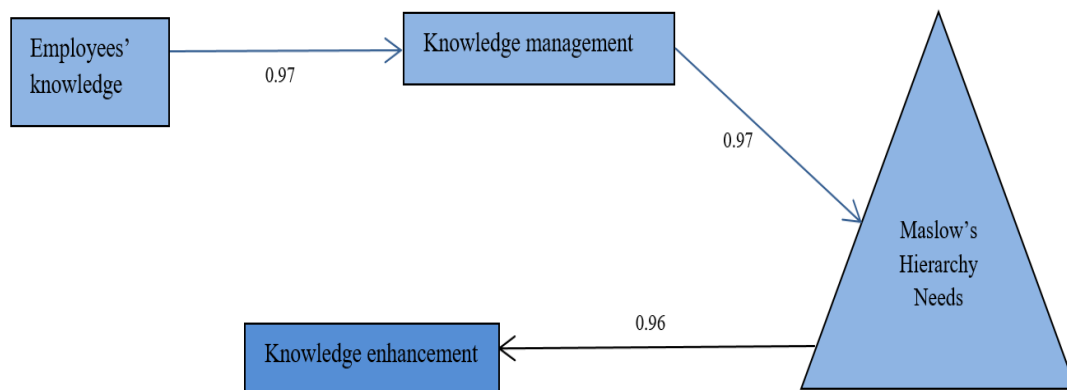 Employees’
knowledge
0.97
Knowledge management
0.97
Maslow’s
Hierarchy
Needs
0.96
Knowledge enhancement